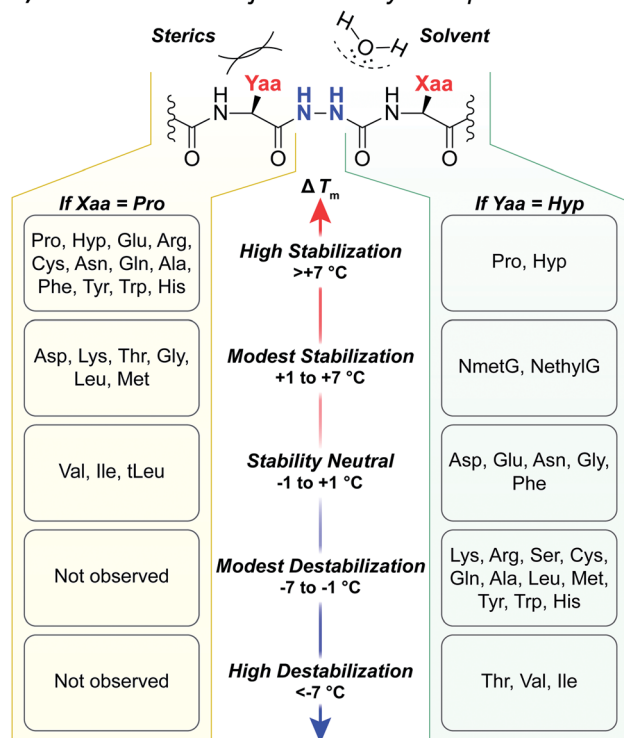 Sterics
Solvent
H
O
H
Yaa
Xaa
H
N
H
N
H
N
H
N
O
O
O
O
Δ Tm
If Xaa = Pro
If Yaa = Hyp
Pro, Hyp, Glu, Arg,
Cys, Asn, Gln, Ala,
Phe, Tyr, Trp, His
High Stabilization
>+7 °C
Pro, Hyp
Asp, Lys, Thr, Gly,
Leu, Met
Modest Stabilization
+1 to +7 °C
NmetG, NethylG
Val, Ile, tLeu
Stability Neutral
-1 to +1 °C
Asp, Glu, Asn, Gly,
Phe
Not observed
Modest Destabilization
-7 to -1 °C
Lys, Arg, Ser, Cys,
Gln, Ala, Leu, Met,
Tyr, Trp, His
Not observed
High Destabilization
<-7 °C
Thr, Val, Ile